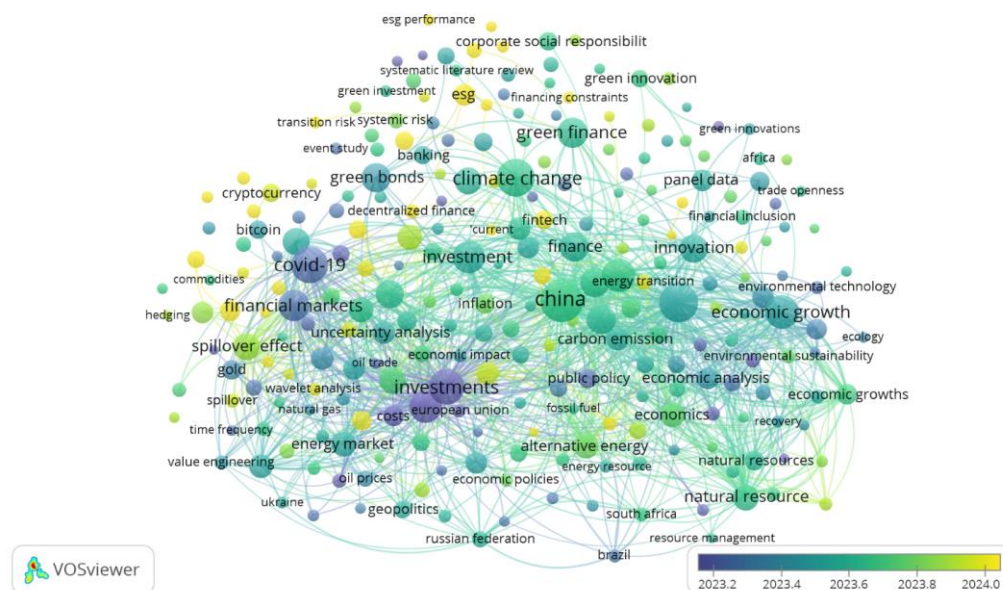 esg performance
corporate social responsibilit
systematic literature review
green innovation
green investment
esg
financing constraints
transition risk
systemic risk
green finance
green innovations
event study
banking
africa
green bonds
climate change
panel data
trade openness
cryptocurrency
decentralized finance
fintech
financial inclusion
bitcoin
'current
finance
innovation
covid-19
investment
commodities
energy transition
environmental technology
hedging
financial markets
inflation
china
economic growth
uncertainty analysis
carbon emission
ecology
spillover effect
oil trade
economic impact
environmental sustainability
gold
wavelet analysis
investments
public policy
economic analysis
spillover
natural gas
costs
european union
fossil fuel
economics
economic growths
time frequency
energy market
alternative energy
recovery
value engineering
oil prices
economic policies
energy resource
natural resources
ukraine
geopolitics
south africa
natural resource
russian federation
brazil
resource management
VOSviewer
2023.2 2023.4 2023.6 2023.8 2024.0